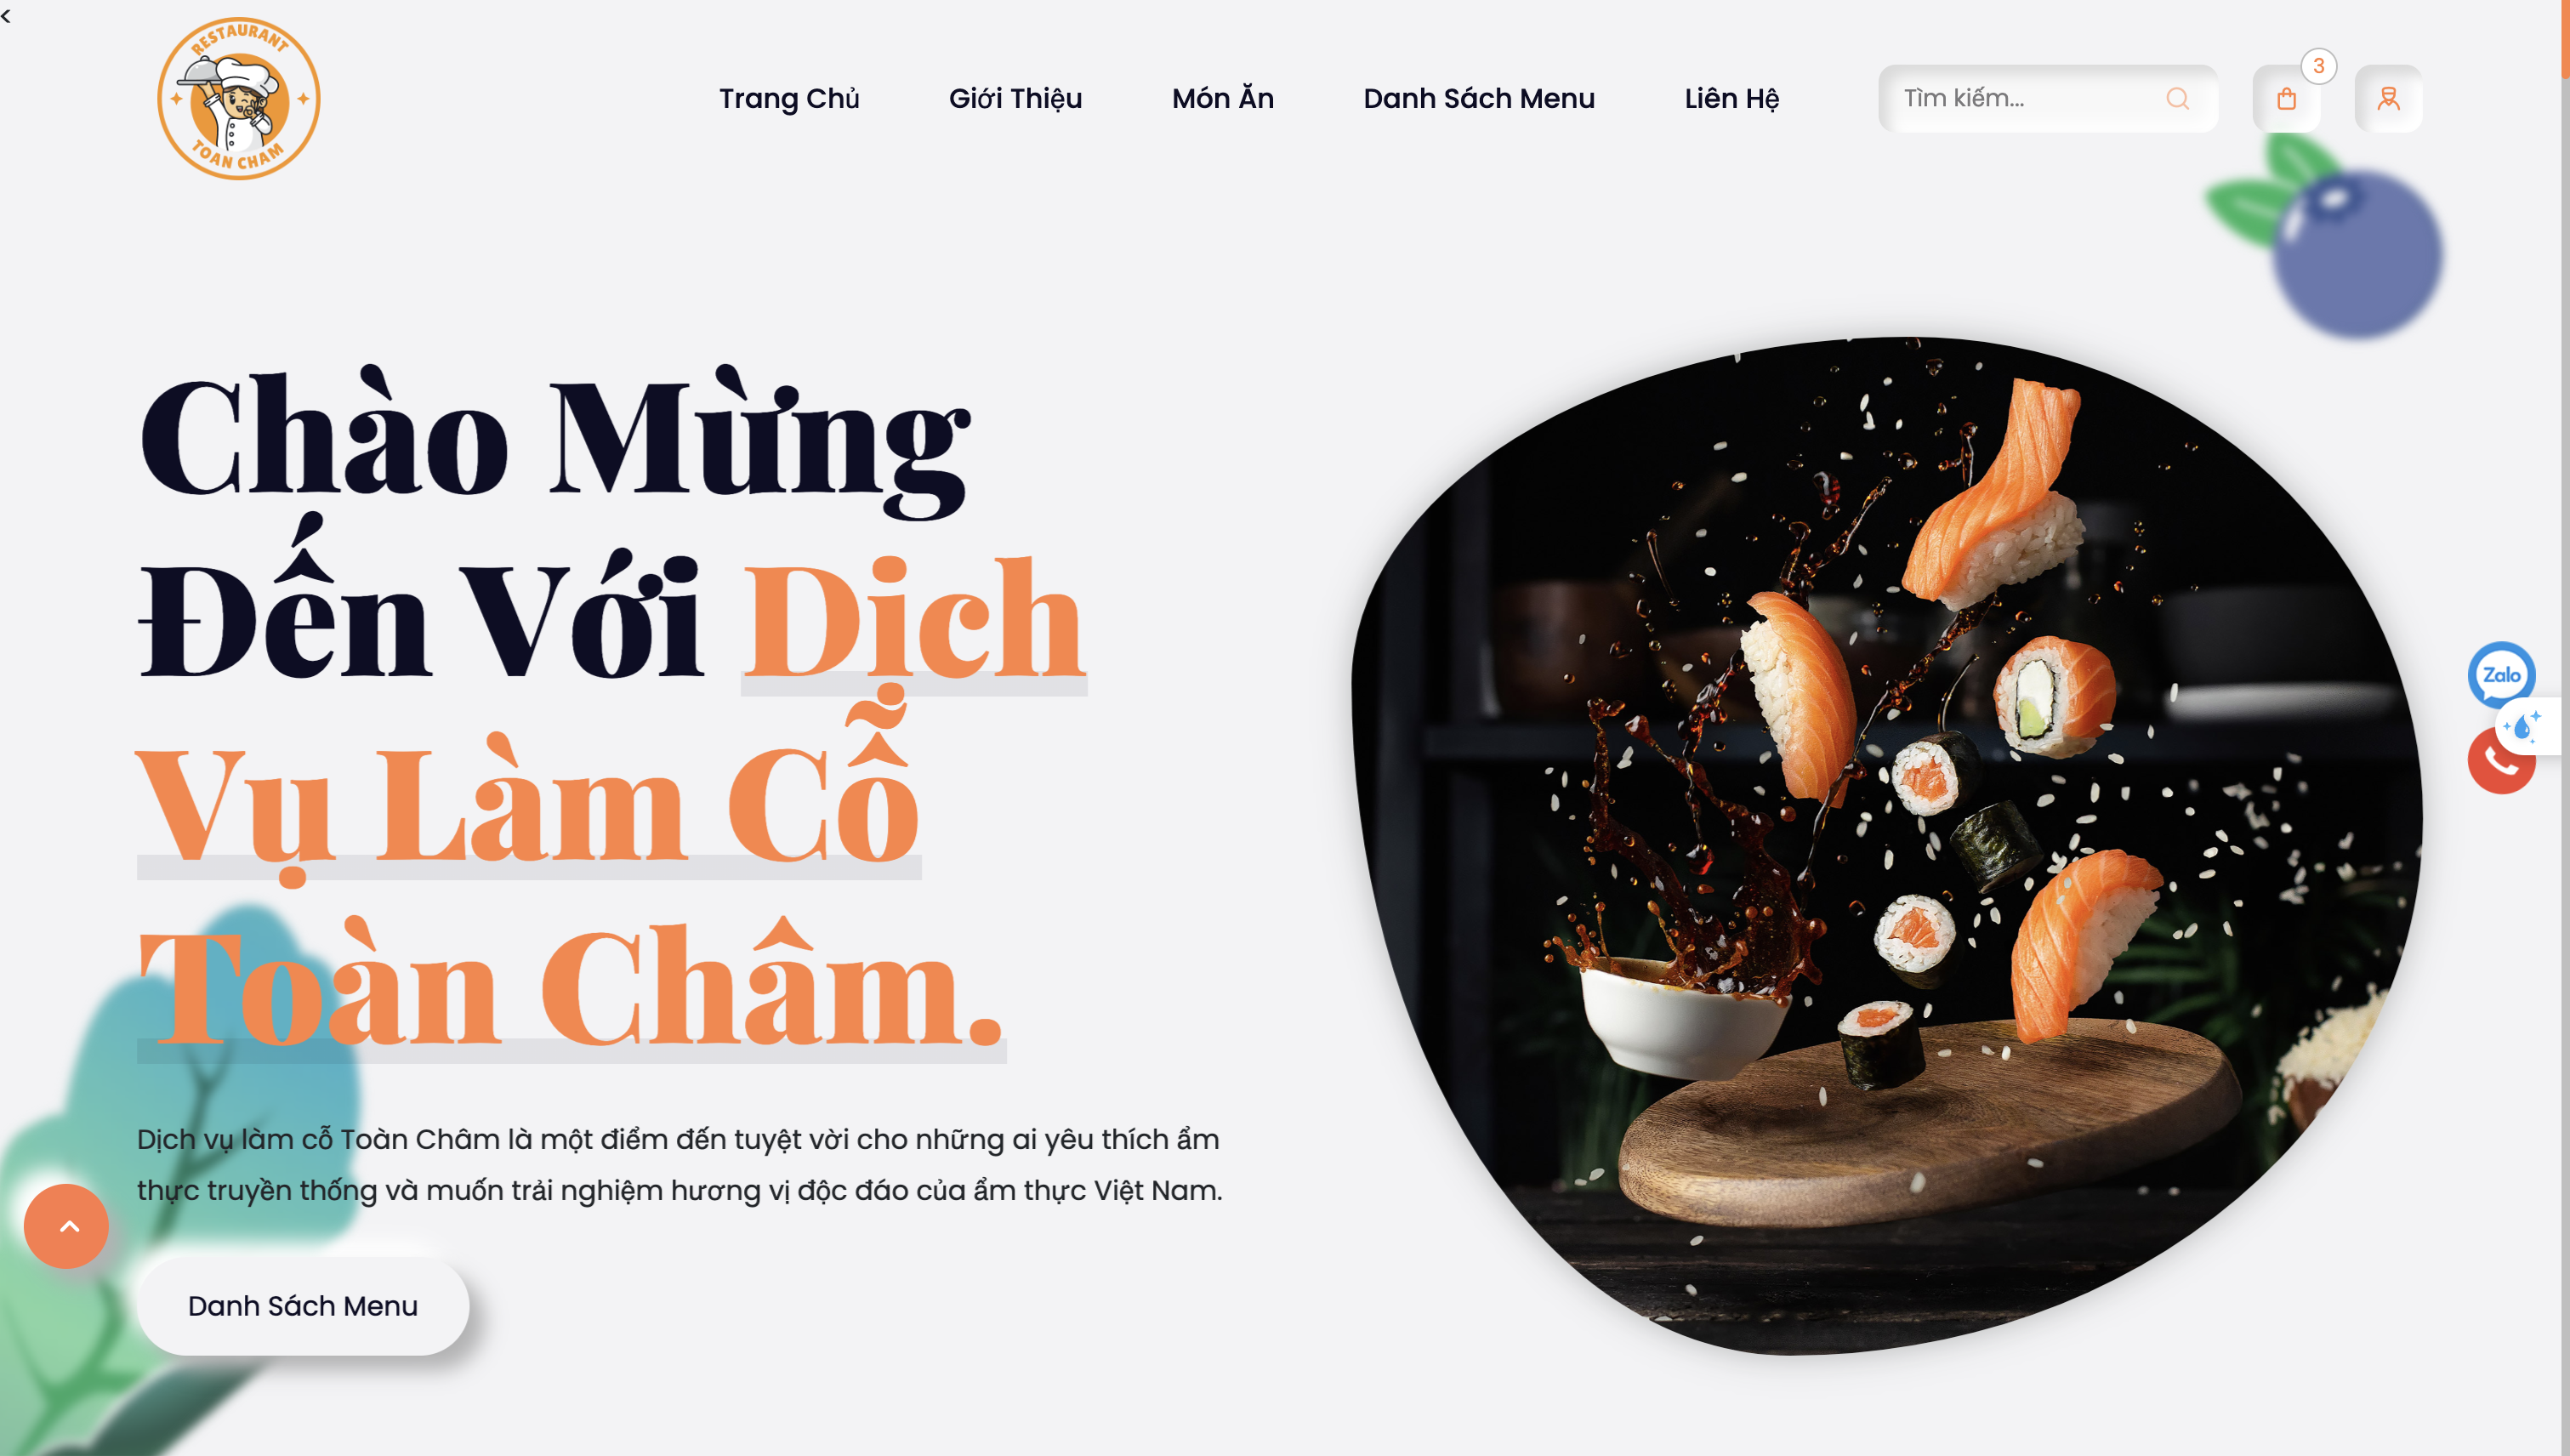 <
RESTAURANT
TOAN CHAM
Trang Chủ
Giới Thiệu
Món Ăn
Danh Sách Menu
Liên Hệ
Tìm kiếm...
3
Chào Mừng
Đến Với Dịch
Vụ Làm Cỗ
Toàn Châm.
Zalo
Dịch vụ làm cỗ Toàn Châm là một điểm đến tuyệt vời cho những ai yêu thích ẩm
thực truyền thống và muốn trải nghiệm hương vị độc đáo của ẩm thực Việt Nam.
Danh Sách Menu